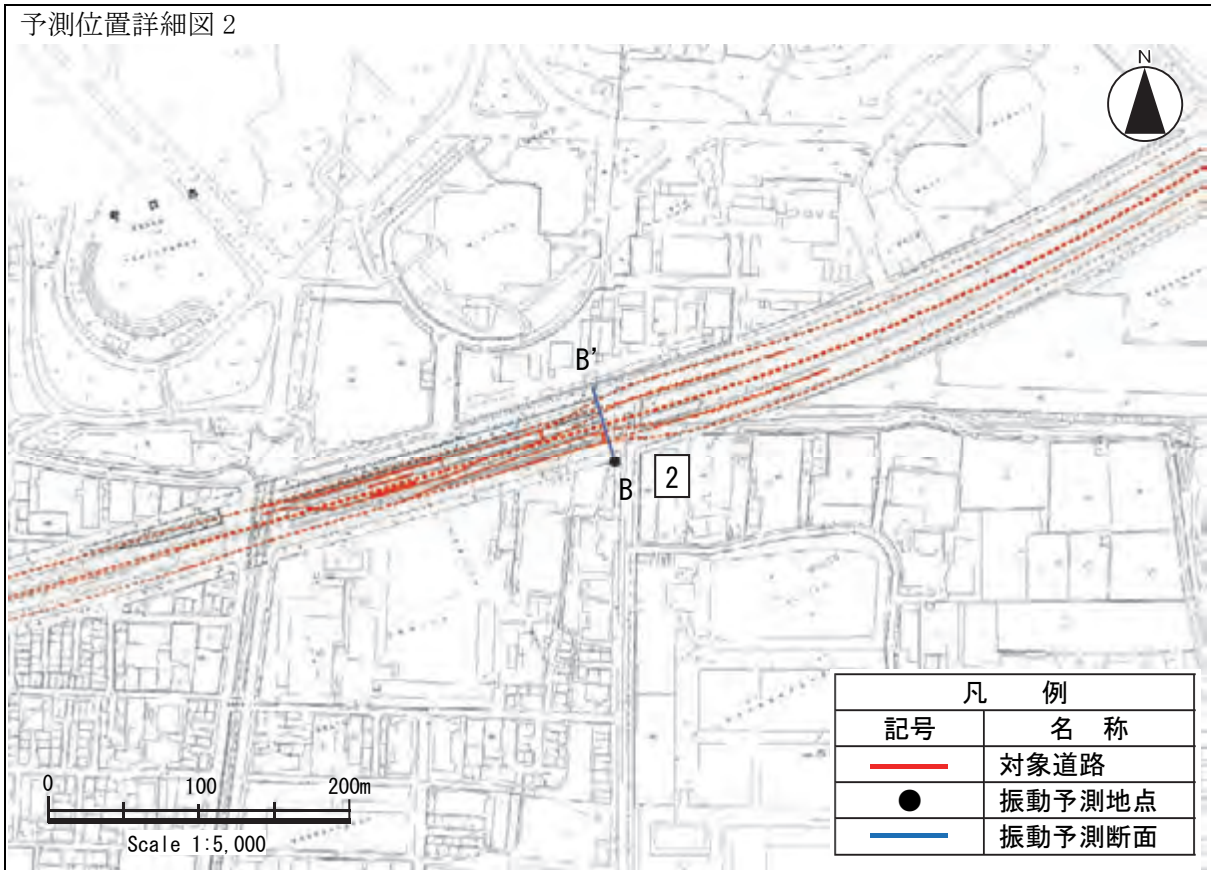 予測位置詳細図 2
N
B'
B
2
凡 例
記号 名 称
対象道路
振動予測地点
振動予測断面
0 100 200m
Scale 1:5,000